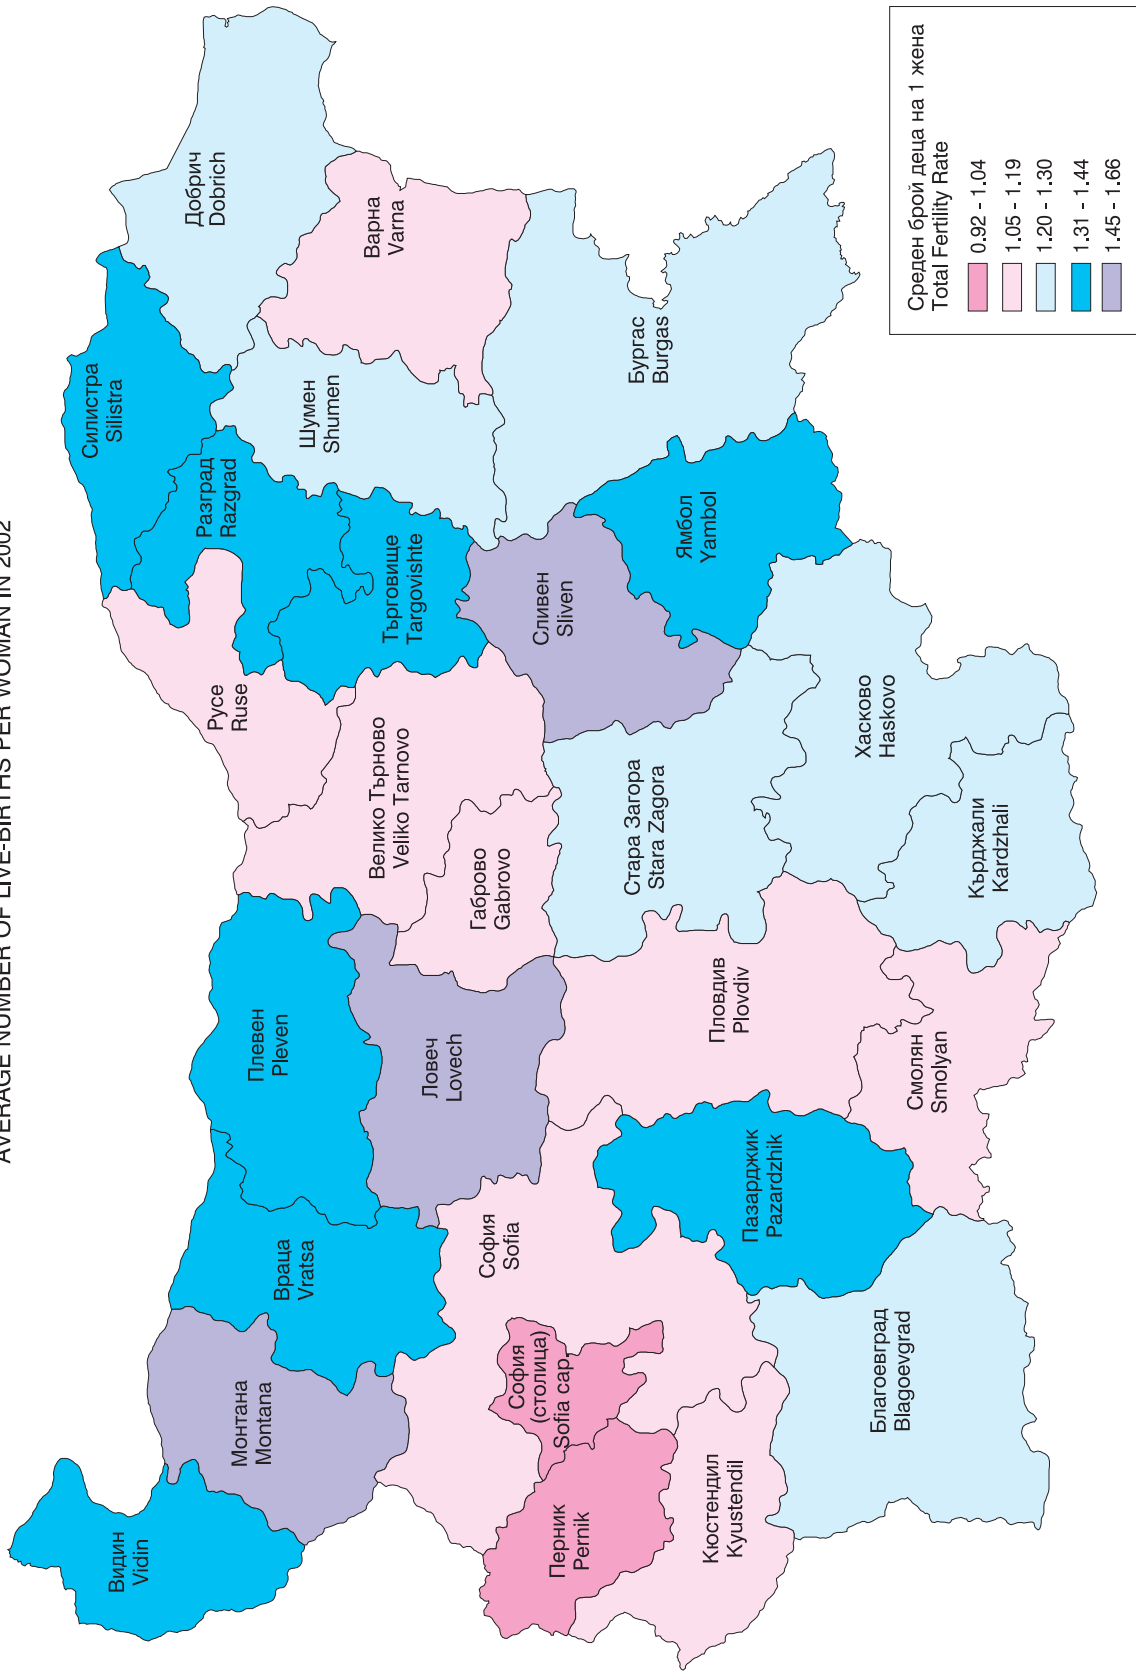 AVERAGE NUMBER OF LIVE-BIRTHS PER WOMAN IN 2002
Видин
Vidin
Монтана
Montana
Враца
Vratsa
Плевен
Pleven
Ловеч
Lovech
Велико Търново
Veliko Tarnovo
Габрово
Gabrovo
Русе
Ruse
Разград
Razgrad
Силистра
Silistra
Търговище
Targovishte
Шумен
Shumen
Добрич
Dobrich
Варна
Varna
Перник
Pernik
София
(столица)
Sofia cap.
София
Sofia
Кюстендил
Kyustendil
Благоевград
Blagoevgrad
Пазарджик
Pazardzhik
Пловдив
Plovdiv
Смолян
Smolyan
Стара Загора
Stara Zagora
Хасково
Haskovo
Кърджали
Kardzhali
Сливен
Sliven
Ямбол
Yambol
Бургас
Burgas
Среден брой деца на 1 жена
Total Fertility Rate
0.92 - 1.04
1.05 - 1.19
1.20 - 1.30
1.31 - 1.44
1.45 - 1.66